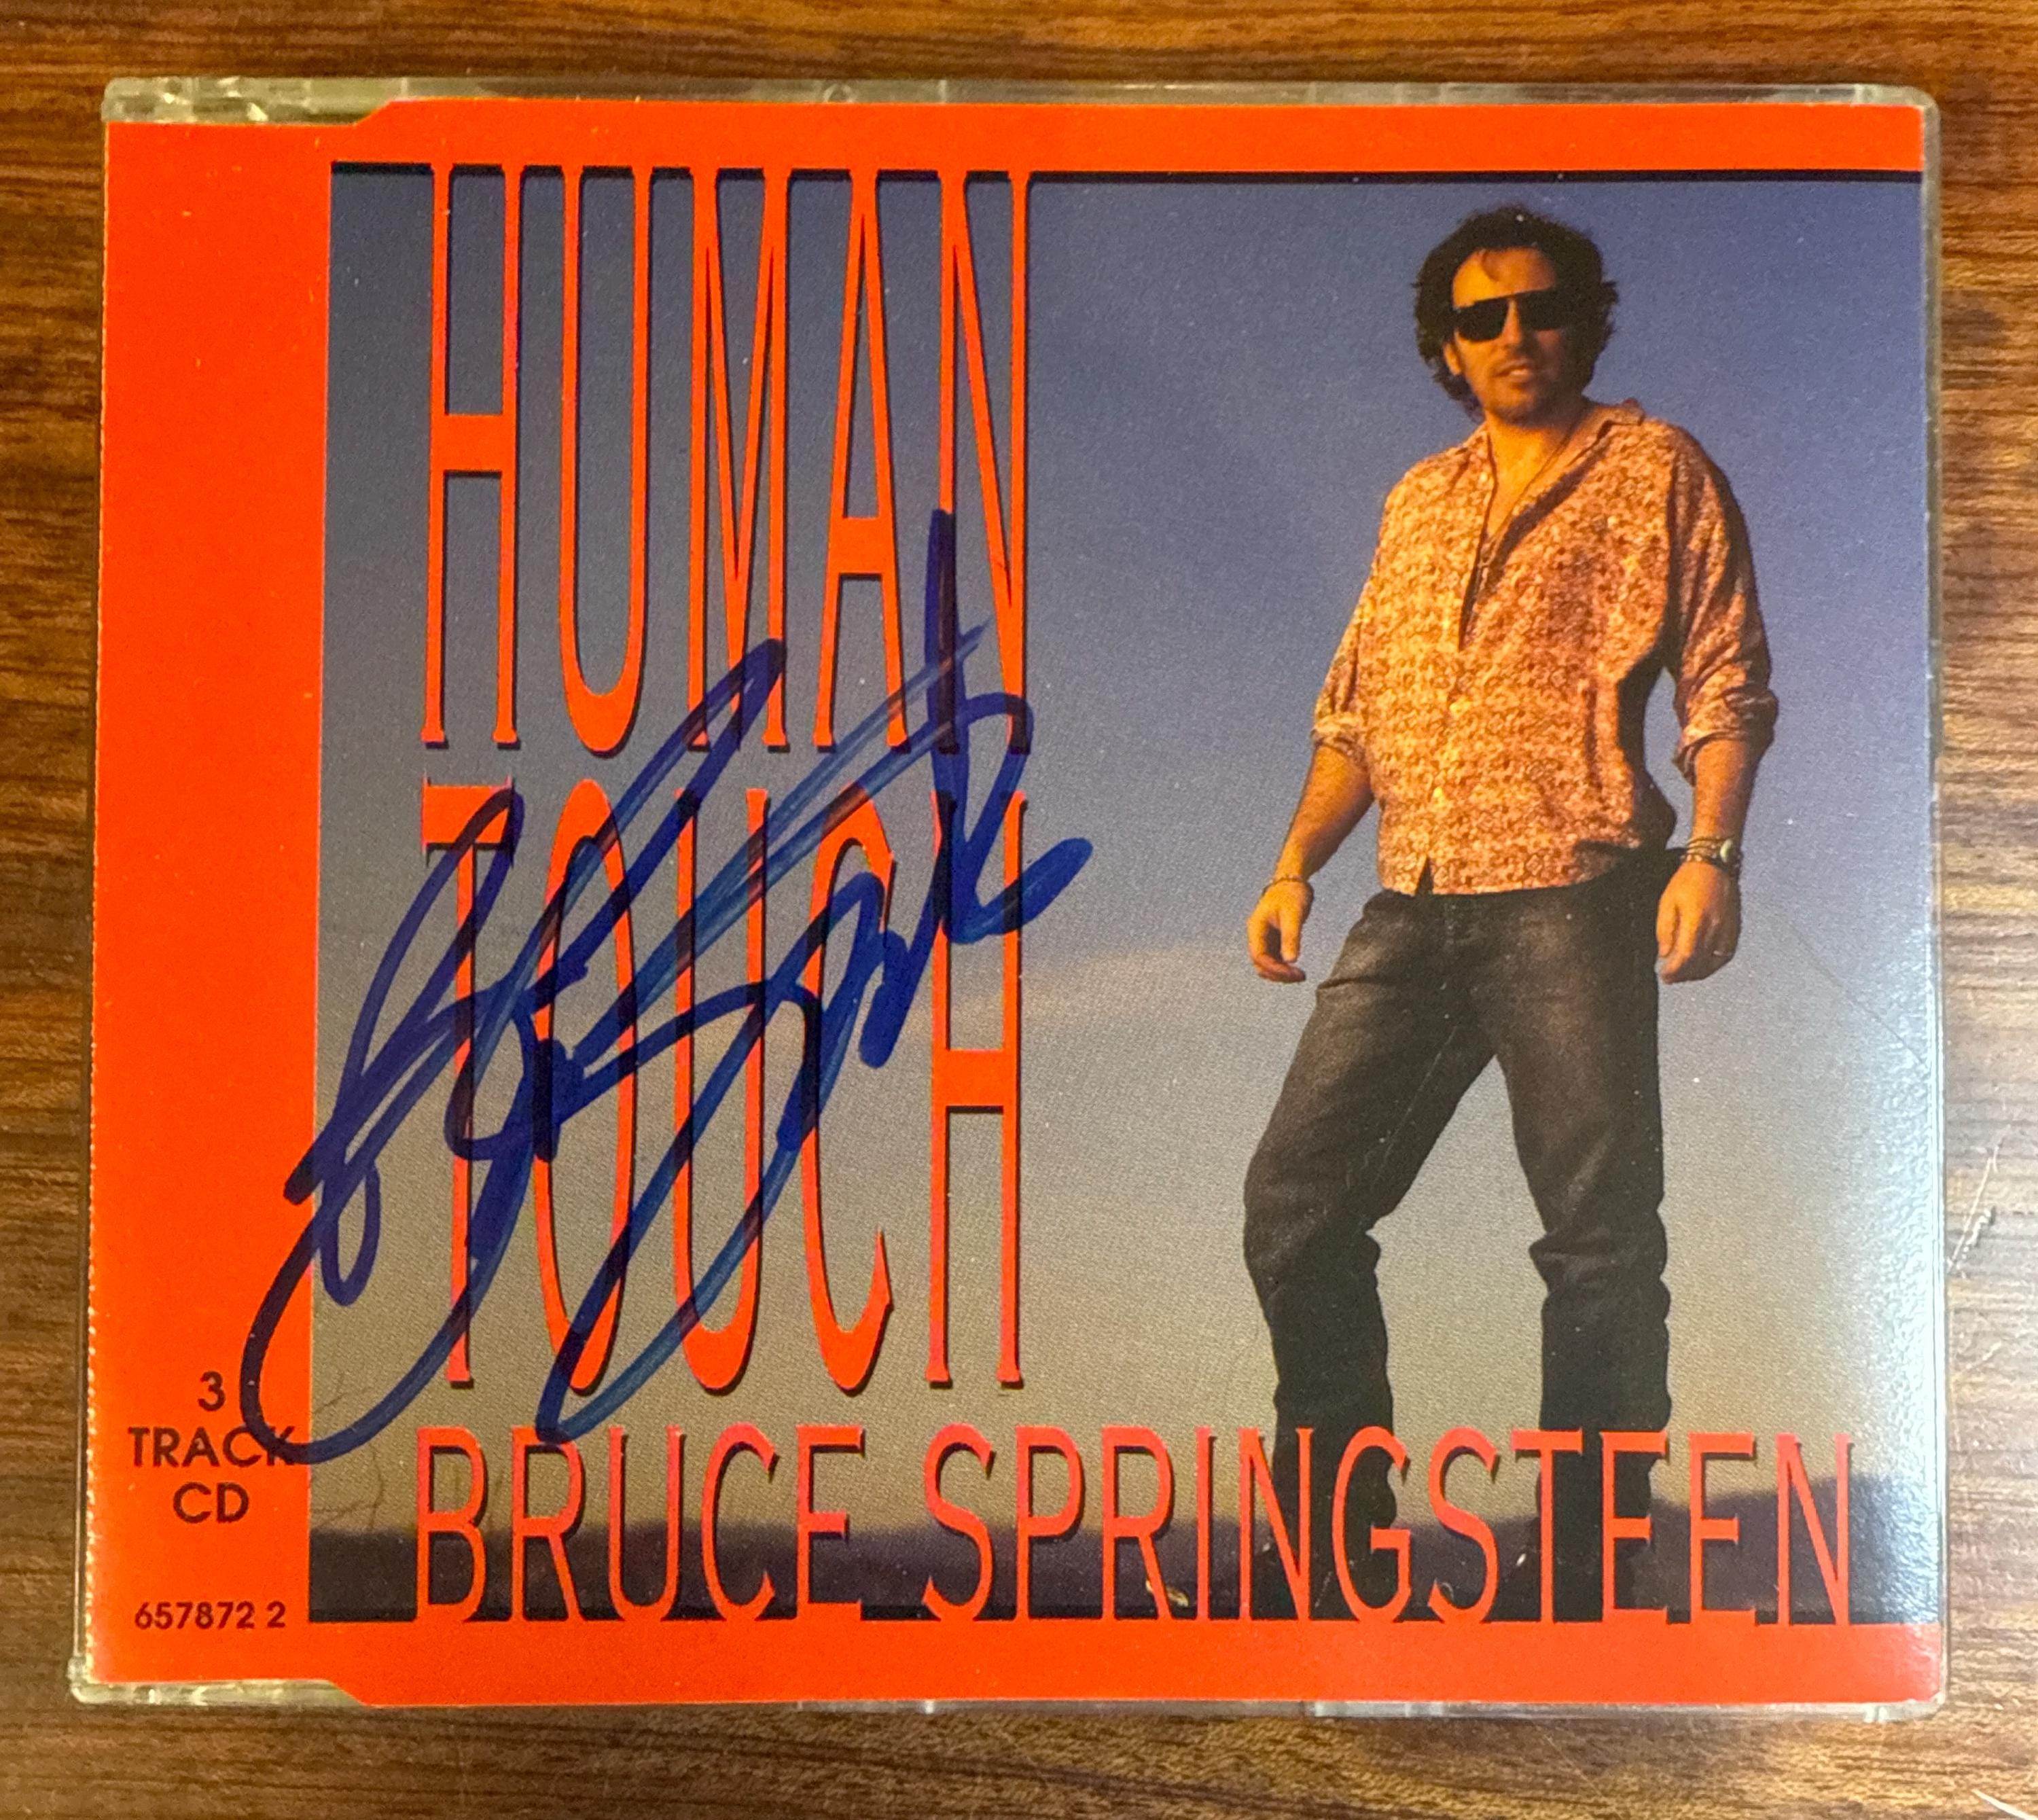 HUMAN
TOUCH
BRUCE SPRINGSTEEN
3
TRACK
CD
657872 2